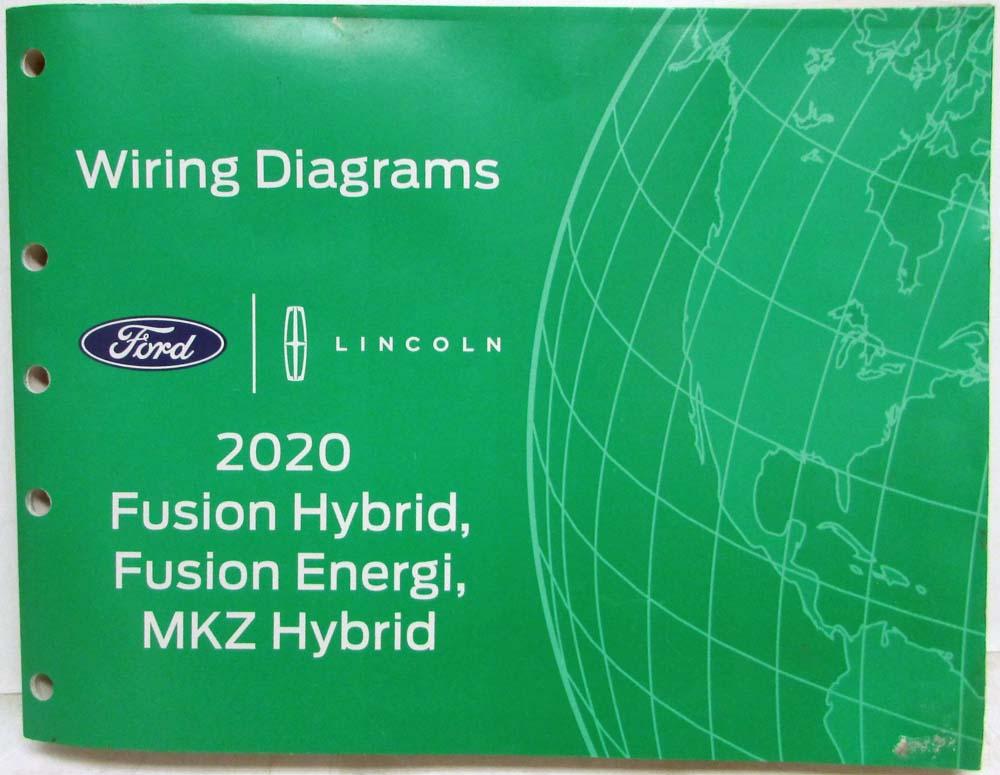 Wiring Diagrams
Ford
LINCOLN
2020
Fusion Hybrid,
Fusion Energi,
MKZ Hybrid